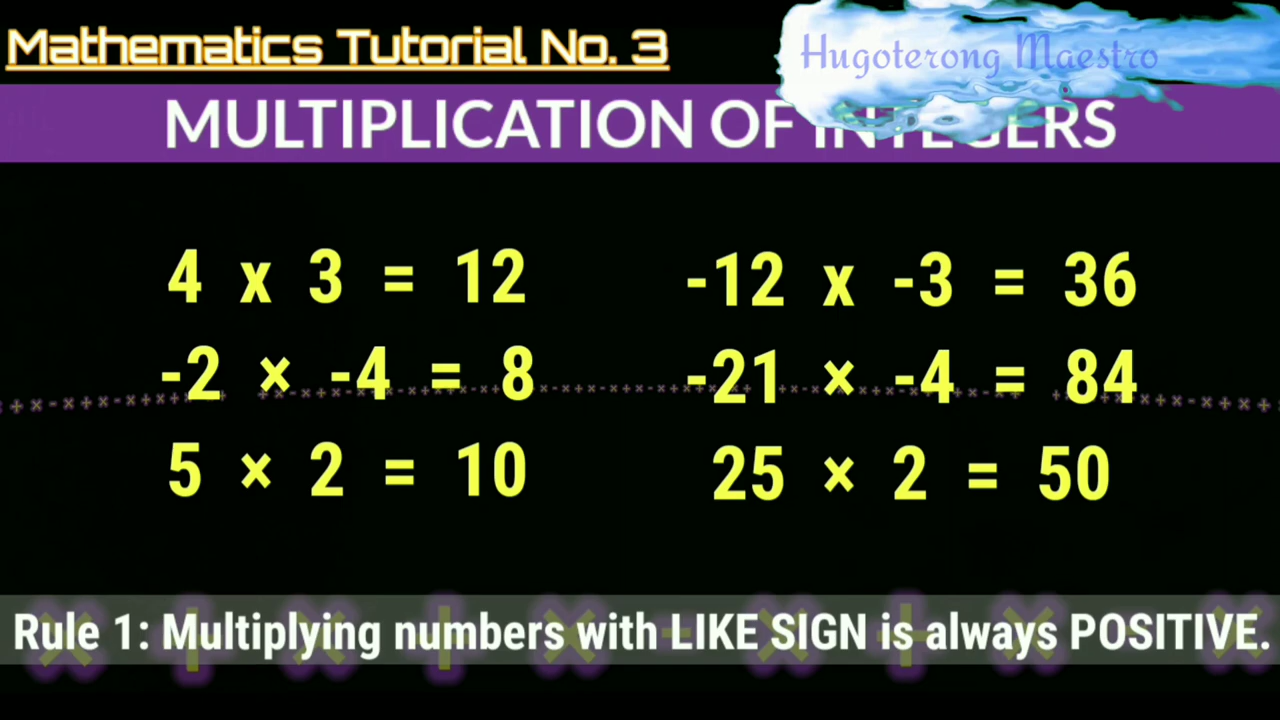 Mathematics Tutorial No. 3
Hugoterong Maestro
MULTIPLICATION OF INTEGERS
4 x 3 = 12
-2 × -4 = 8
5 × 2 = 10
-12 x -3 = 36
-21 × -4 = 84
25 × 2 = 50
Rule 1: Multiplying numbers with LIKE SIGN is always POSITIVE.